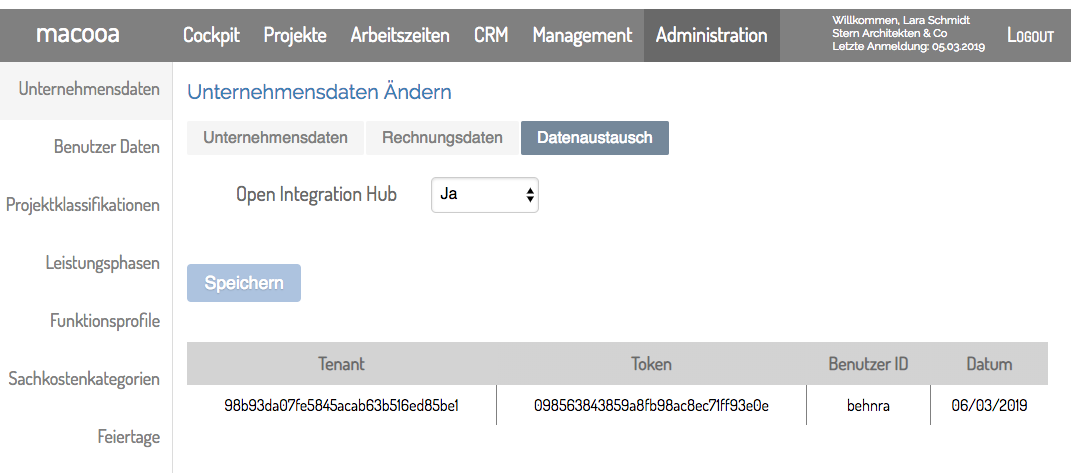 macooa
Cockpit Projekte Arbeitszeiten CRM Management Administration
Willkommen, Lara Schmidt
Stern Architekten & Co
Letzte Anmeldung: 05.03.2019
Logout
Unternehmensdaten
Benutzer Daten
Projektklassifikationen
Leistungsphasen
Funktionsprofile
Sachkostenkategorien
Feiertage
Unternehmensdaten Ändern
Unternehmensdaten Rechnungsdaten Datenaustausch
Open Integration Hub Ja
Speichern
Tenant Token Benutzer ID Datum
98b93da07fe5845acab63b516ed85be1 098563843859a8fb98ac8ec71ff93e0e behnra 06/03/2019